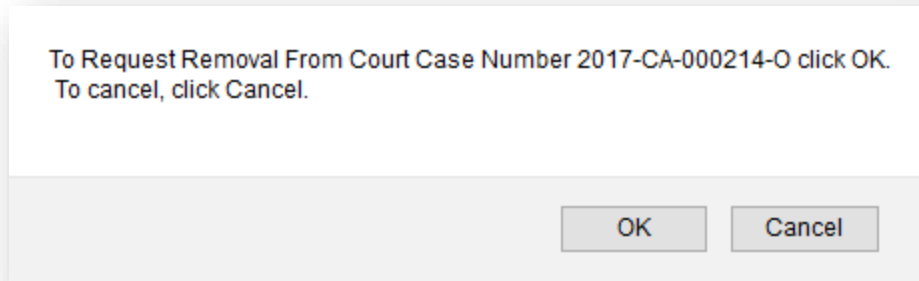 To Request Removal From Court Case Number 2017-CA-000214-O click OK.
To cancel, click Cancel.
OK Cancel